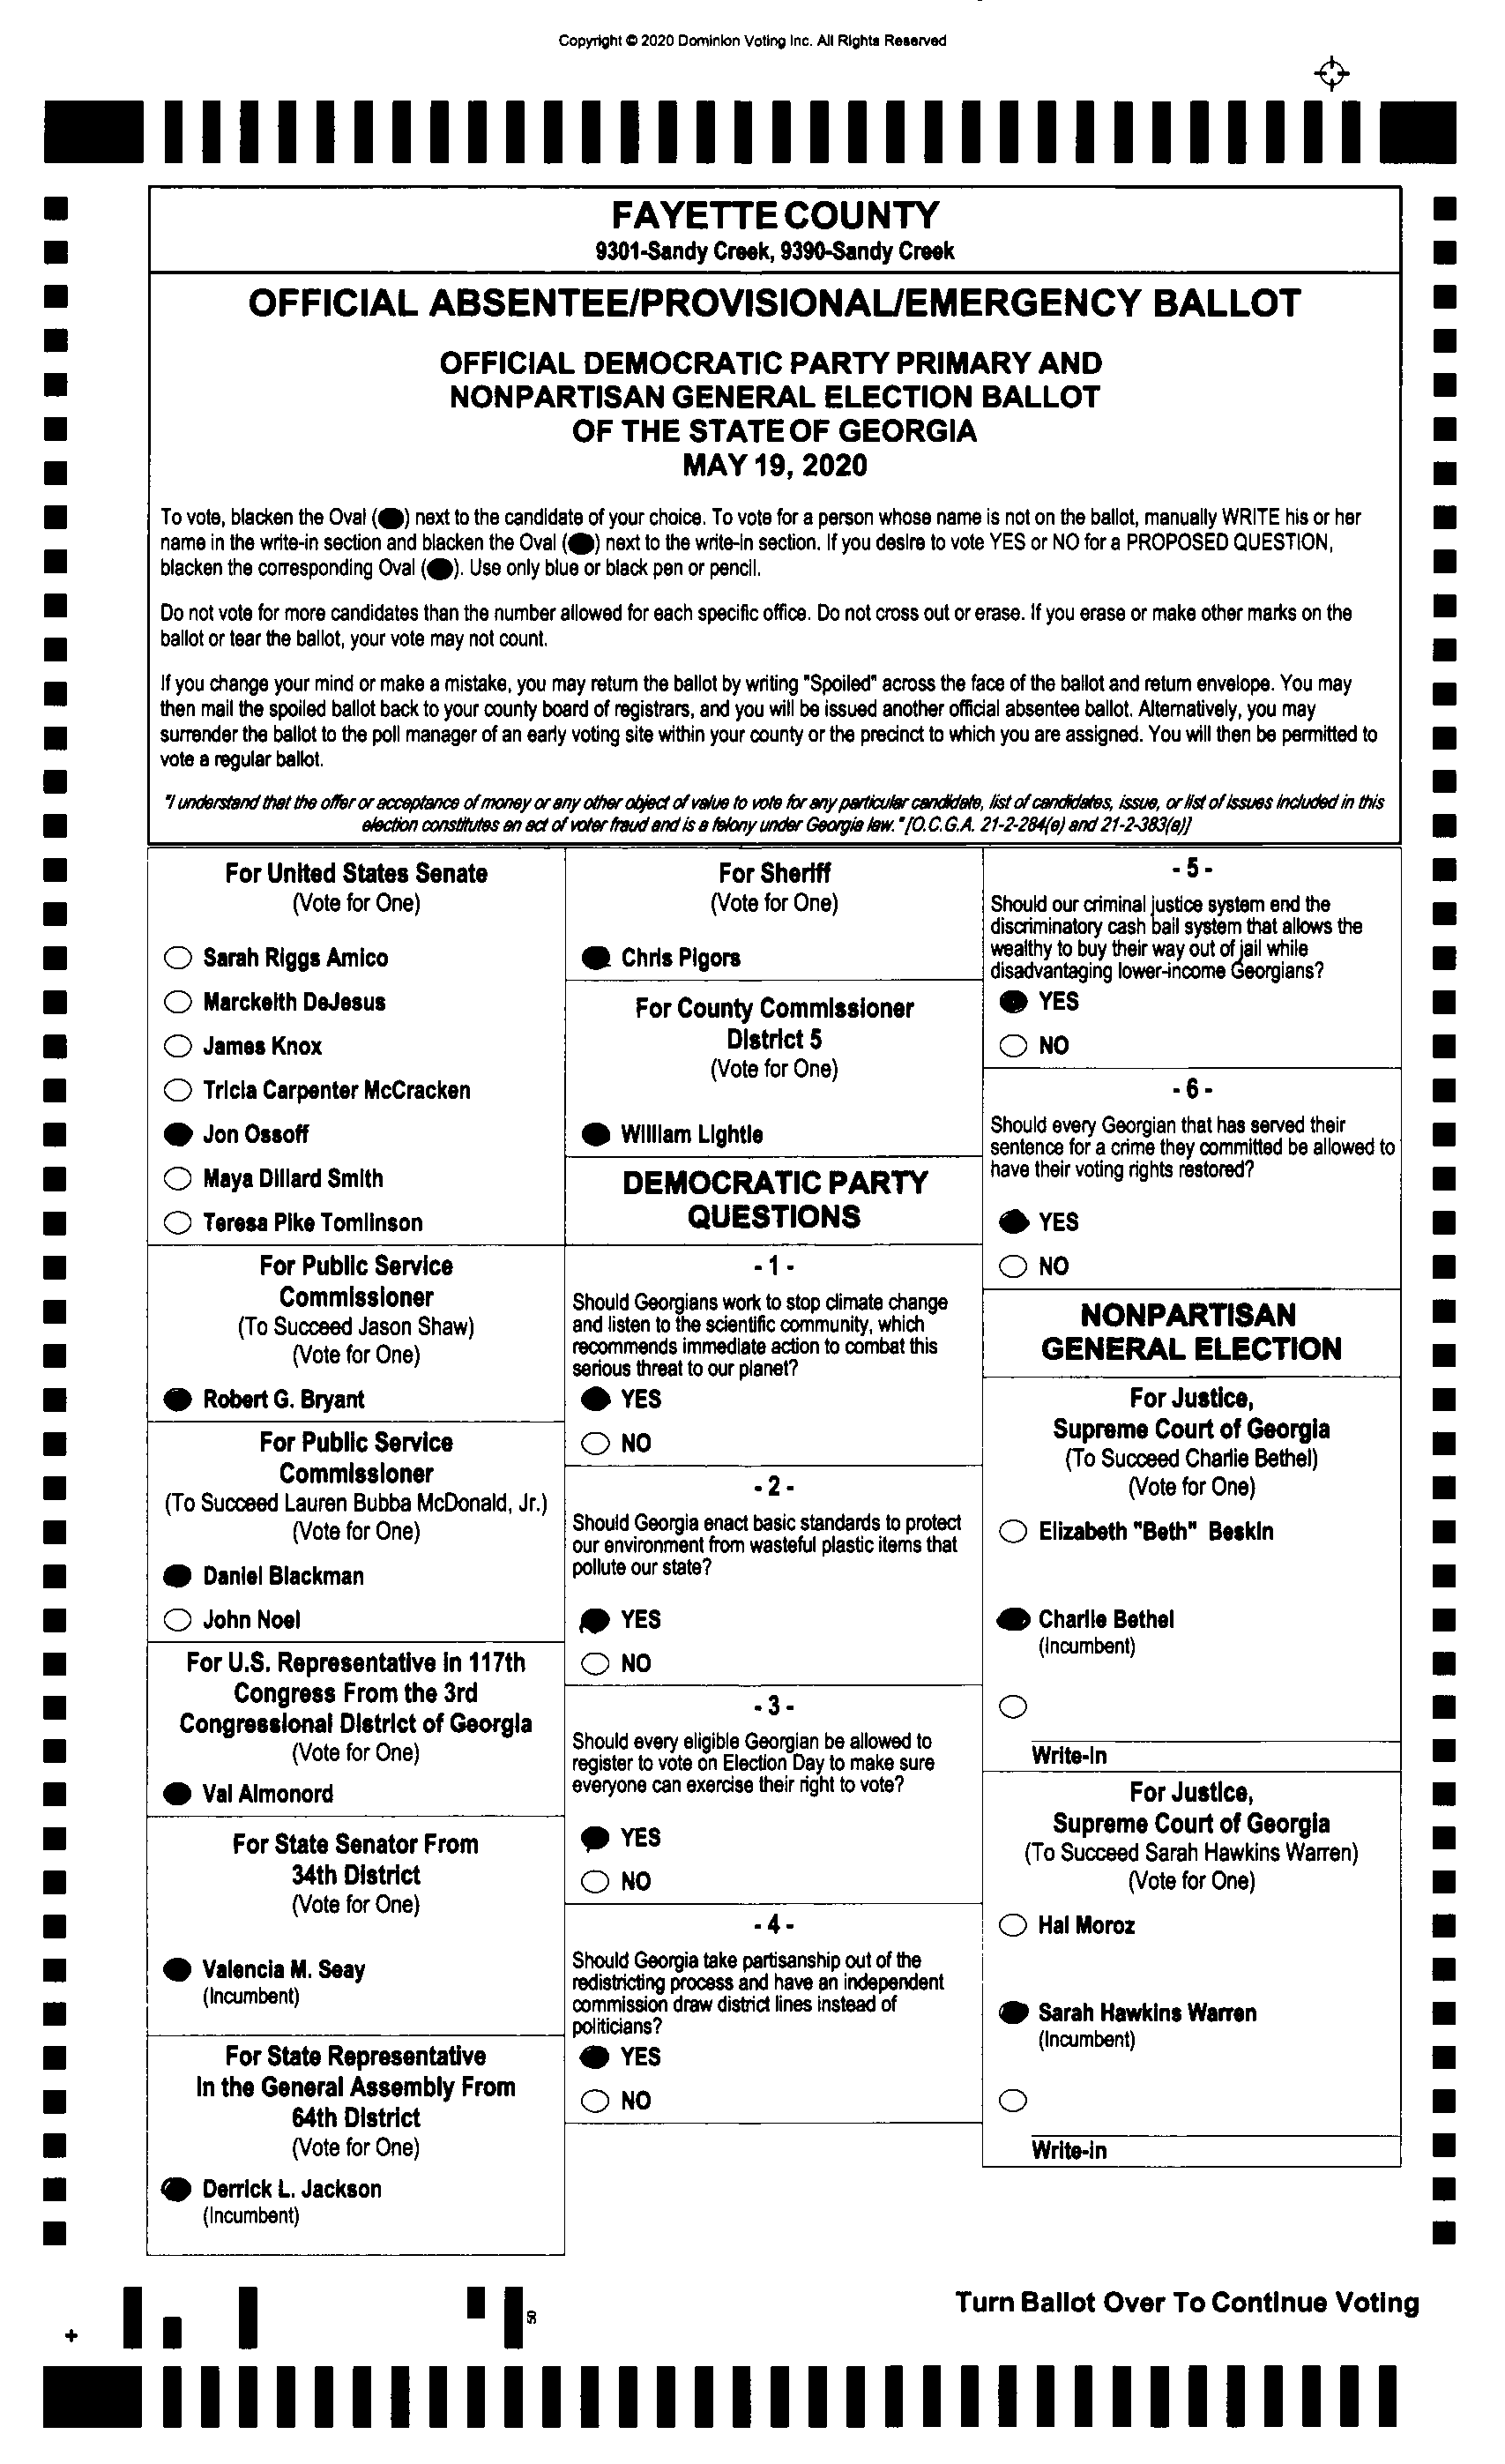 Copyright © 2020 Dominion Voting Inc. All Rights Reserved
FAYETTE COUNTY
9301-Sandy Creek, 9390-Sandy Creek
OFFICIAL ABSENTEE/PROVISIONAL/EMERGENCY BALLOT
OFFICIAL DEMOCRATIC PARTY PRIMARY AND
NONPARTISAN GENERAL ELECTION BALLOT
OF THE STATE OF GEORGIA
MAY 19, 2020
To vote, blacken the Oval (●) next to the candidate of your choice. To vote for a person whose name is not on the ballot, manually WRITE his or her
name in the write-in section and blacken the Oval (●) next to the write-in section. If you desire to vote YES or NO for a PROPOSED QUESTION,
blacken the corresponding Oval (●). Use only blue or black pen or pencil.
Do not vote for more candidates than the number allowed for each specific office. Do not cross out or erase. If you erase or make other marks on the
ballot or tear the ballot, your vote may not count.
If you change your mind or make a mistake, you may return the ballot by writing "Spoiled" across the face of the ballot and return envelope. You may
then mail the spoiled ballot back to your county board of registrars, and you will be issued another official absentee ballot. Alternatively, you may
surrender the ballot to the poll manager of an early voting site within your county or the precinct to which you are assigned. You will then be permitted to
vote a regular ballot.
"I understand that the offer or acceptance of money or any other object of value to vote for any particular candidate, list of candidates, issue, or list of issues included in this
election constitutes an act of voter fraud and is a felony under Georgia law." [O.C.G.A. 21-2-284(e) and 21-2-383(a)]
For United States Senate
(Vote for One)
Sarah Riggs Amico
Marckeith DeJesus
James Knox
Tricia Carpenter McCracken
Jon Ossoff
Maya Dillard Smith
Teresa Pike Tomlinson
For Public Service
Commissioner
(To Succeed Jason Shaw)
(Vote for One)
Robert G. Bryant
For Public Service
Commissioner
(To Succeed Lauren Bubba McDonald, Jr.)
(Vote for One)
Daniel Blackman
John Noel
For U.S. Representative in 117th
Congress From the 3rd
Congressional District of Georgia
(Vote for One)
Val Almonord
For State Senator From
34th District
(Vote for One)
Valencia M. Seay
(Incumbent)
For State Representative
In the General Assembly From
64th District
(Vote for One)
Derrick L. Jackson
(Incumbent)
For Sheriff
(Vote for One)
Chris Pigors
For County Commissioner
District 5
(Vote for One)
William Lightle
DEMOCRATIC PARTY
QUESTIONS
- 1 -
Should Georgians work to stop climate change
and listen to the scientific community, which
recommends immediate action to combat this
serious threat to our planet?
YES
NO
- 2 -
Should Georgia enact basic standards to protect
our environment from wasteful plastic items that
pollute our state?
YES
NO
- 3 -
Should every eligible Georgian be allowed to
register to vote on Election Day to make sure
everyone can exercise their right to vote?
YES
NO
- 4 -
Should Georgia take partisanship out of the
redistricting process and have an independent
commission draw district lines instead of
politicians?
YES
NO
- 5 -
Should our criminal justice system end the
discriminatory cash bail system that allows the
wealthy to buy their way out of jail while
disadvantaging lower-income Georgians?
YES
NO
- 6 -
Should every Georgian that has served their
sentence for a crime they committed be allowed to
have their voting rights restored?
YES
NO
NONPARTISAN
GENERAL ELECTION
For Justice,
Supreme Court of Georgia
(To Succeed Charlie Bethel)
(Vote for One)
Elizabeth "Beth" Beskin
Charlie Bethel
(Incumbent)
Write-in
For Justice,
Supreme Court of Georgia
(To Succeed Sarah Hawkins Warren)
(Vote for One)
Hal Moroz
Sarah Hawkins Warren
(Incumbent)
Write-in
Turn Ballot Over To Continue Voting